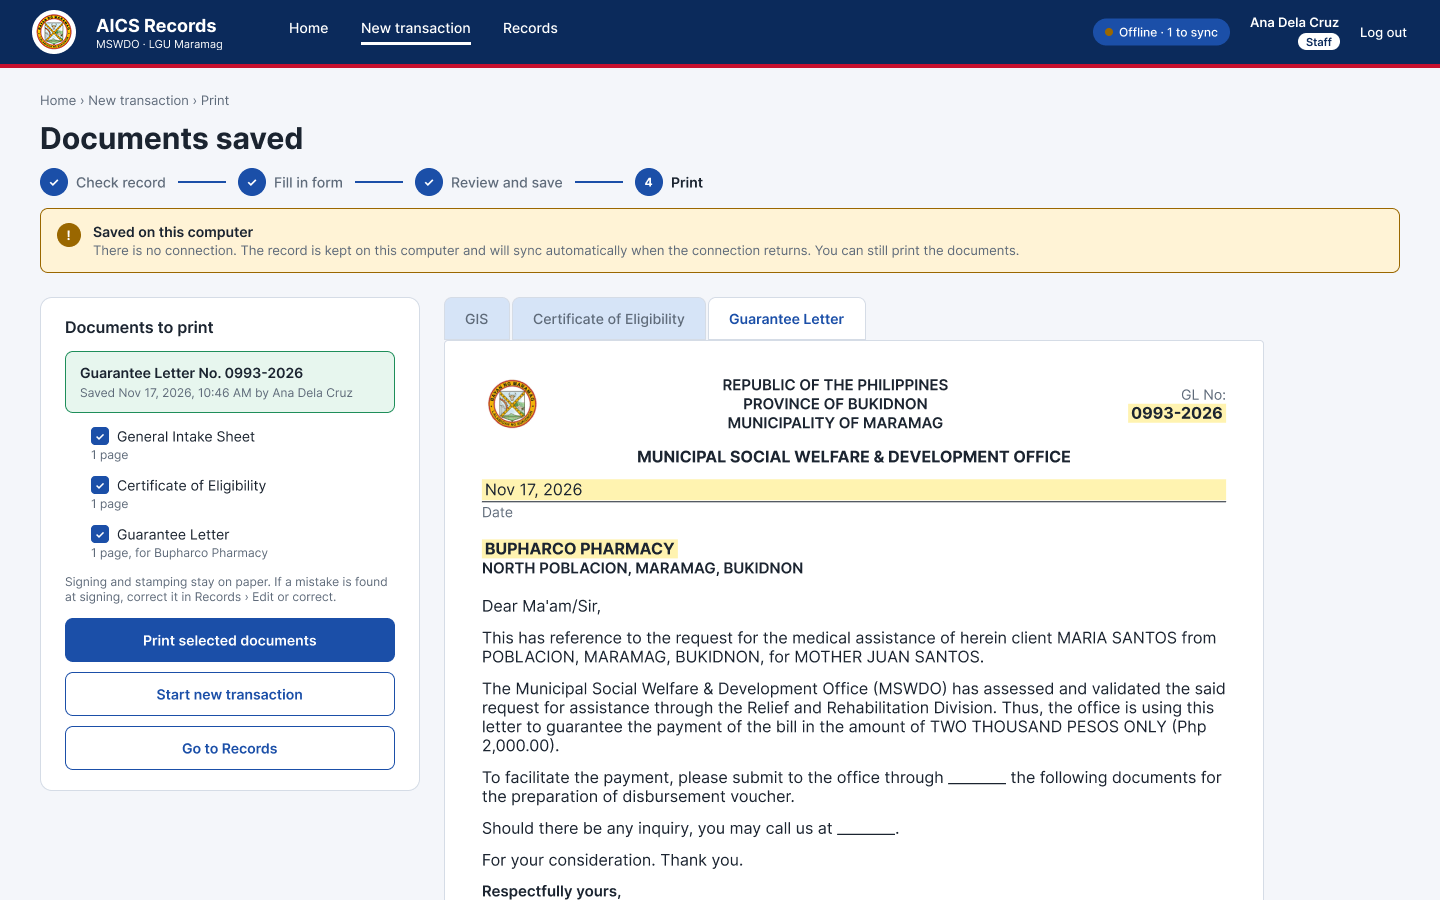 AICS Records
MSWDO · LGU Maramag
Home
New transaction
Records
Offline · 1 to sync
Ana Dela Cruz
Staff
Log out
Home › New transaction › Print
Documents saved
Check record
Fill in form
Review and save
4
Print
!
Saved on this computer
There is no connection. The record is kept on this computer and will sync automatically when the connection returns. You can still print the documents.
Documents to print
Guarantee Letter No. 0993-2026
Saved Nov 17, 2026, 10:46 AM by Ana Dela Cruz
General Intake Sheet
1 page
Certificate of Eligibility
1 page
Guarantee Letter
1 page, for Bupharco Pharmacy
Signing and stamping stay on paper. If a mistake is found
at signing, correct it in Records › Edit or correct.
Print selected documents
Start new transaction
Go to Records
GIS
Certificate of Eligibility
Guarantee Letter
REPUBLIC OF THE PHILIPPINES
PROVINCE OF BUKIDNON
MUNICIPALITY OF MARAMAG
GL No:
0993-2026
MUNICIPAL SOCIAL WELFARE & DEVELOPMENT OFFICE
Nov 17, 2026
Date
BUPHARCO PHARMACY
NORTH POBLACION, MARAMAG, BUKIDNON
Dear Ma'am/Sir,
This has reference to the request for the medical assistance of herein client MARIA SANTOS from
POBLACION, MARAMAG, BUKIDNON, for MOTHER JUAN SANTOS.
The Municipal Social Welfare & Development Office (MSWDO) has assessed and validated the said
request for assistance through the Relief and Rehabilitation Division. Thus, the office is using this
letter to guarantee the payment of the bill in the amount of TWO THOUSAND PESOS ONLY (Php
2,000.00).
To facilitate the payment, please submit to the office through _______ the following documents for
the preparation of disbursement voucher.
Should there be any inquiry, you may call us at _______.
For your consideration. Thank you.
Respectfully yours,